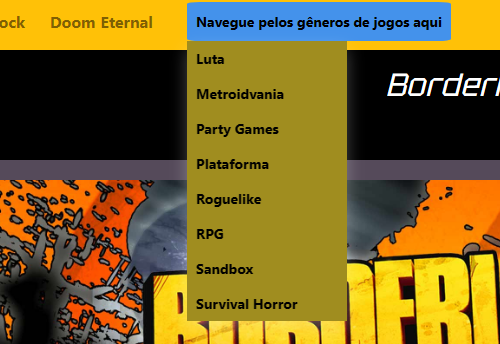 ock Doom Eternal Navegue pelos gêneros de jogos aqui
Luta
Metroidvania
Party Games
Plataforma
Roguelike
RPG
Sandbox
Survival Horror
Borderl
BORDERL